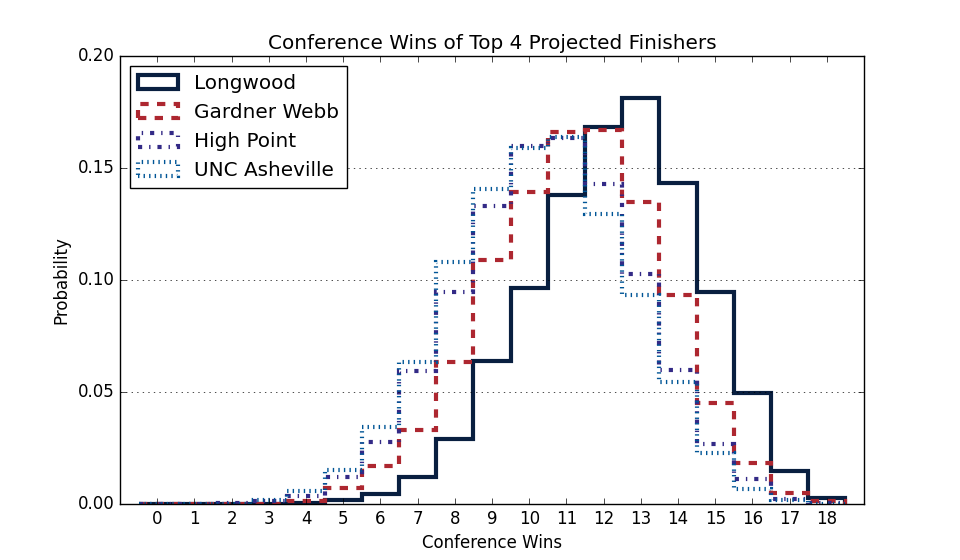 Conference Wins of Top 4 Projected Finishers
0.20
0.15
0.10
0.05
0.00
Probability
Longwood
Gardner Webb
High Point
UNC Asheville
0 1 2 3 4 5 6 7 8 9 10 11 12 13 14 15 16 17 18
Conference Wins